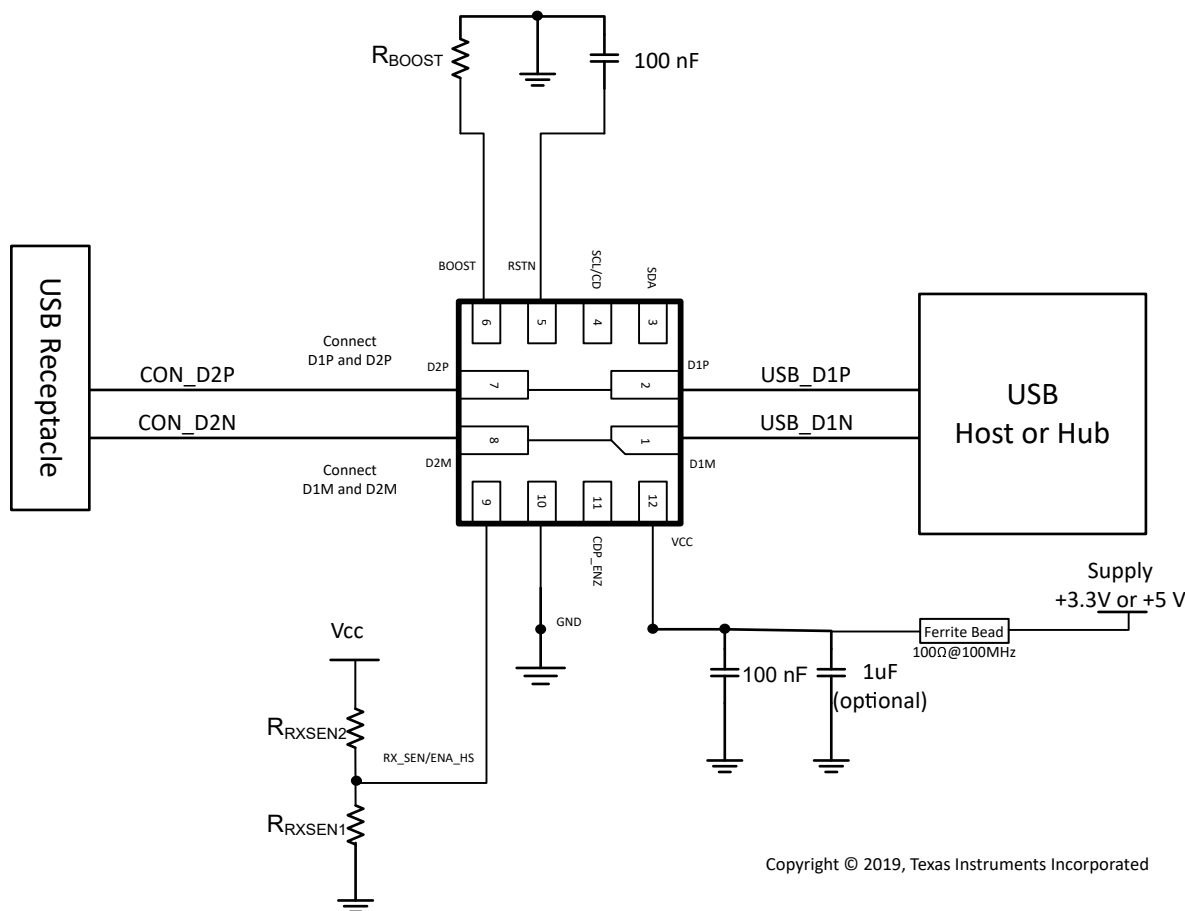 R_BOOST
100 nF
BOOST
RSTN
SCL/CD
SDA
6
5
4
3
USB Receptacle
Connect
D1P and D2P
D2P
D1P
7
2
CON_D2P
USB_D1P
CON_D2N
USB_D1N
8
1
D2M
D1M
Connect
D1M and D2M
USB
Host or Hub
9
10
11
12
CDP_ENZ
VCC
GND
Supply
+3.3V or +5 V
Ferrite Bead
100Ω@100MHz
Vcc
100 nF
1uF
(optional)
R_RXSEN2
RX_SEN/ENA_HS
R_RXSEN1
Copyright © 2019, Texas Instruments Incorporated